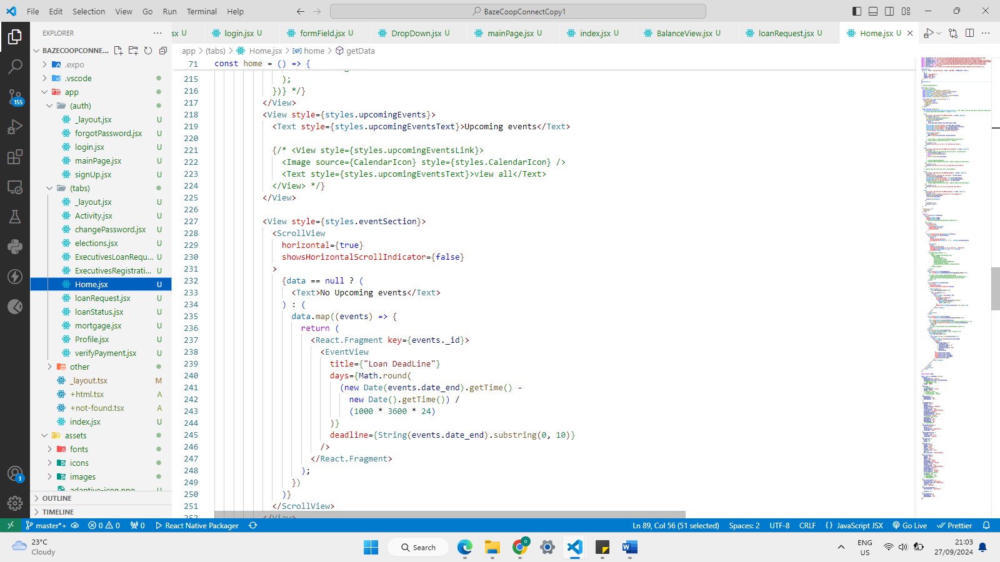 File Edit Selection View Go Run Terminal Help
BazeCoopConnectCopy1
EXPLORER
sx U
login.jsx U
formField.jsx U
DropDown.jsx U
mainPage.jsx U
index.jsx U
BalanceView.jsx U
loanRequest.jsx U
Home.jsx U
BAZECOOPCONNE...
app > (tabs) > Home.jsx > home > getData
.expo
.vscode
app
(auth)
_layout.jsx U
forgotPassword.jsx U
login.jsx U
mainPage.jsx U
signUp.jsx U
(tabs)
_layout.jsx U
Activity.jsx U
changePassword.jsx U
elections.jsx U
ExecutivesLoanRequ... U
ExecutivesRegistrati... U
Home.jsx U
loanRequest.jsx U
loanStatus.jsx U
mortgage.jsx U
Profile.jsx U
verifyPayment.jsx U
other
_layout.tsx M
+html.tsx A
+not-found.tsx A
index.jsx U
assets
fonts
icons
images
adaptive-icon.png U
OUTLINE
TIMELINE
155
1
71 const home = () => {
215 );
216 })} */}
217 </View>
218 <View style={styles.upcomingEvents}>
219 <Text style={styles.upcomingEventsText}>Upcoming events</Text>
220
221 {/* <View style={styles.upcomingEventsLink}>
222 <Image source={CalendarIcon} style={styles.CalendarIcon} />
223 <Text style={styles.upcomingEventsText}>view all</Text>
224 </View> */}
225 </View>
226
227 <View style={styles.eventSection}>
228 <ScrollView
229 horizontal={true}
230 showsHorizontalScrollIndicator={false}
231 >
232 {data == null ? (
233 <Text>No Upcoming events</Text>
234 ) : (
235 data.map((events) => {
236 return (
237 <React.Fragment key={events._id}>
238 <EventView
239 title={"Loan DeadLine"}
240 days={Math.round(
241 (new Date(events.date_end).getTime() -
242 new Date().getTime()) /
243 (1000 * 3600 * 24)
244 )}
245 deadline={String(events.date_end).substring(0, 10)}
246 />
247 </React.Fragment>
248 );
249 })
250 )}
251 </ScrollView>
252 </View>
master*+ 0 0 0 React Native Packager
Ln 89, Col 56 (51 selected) Spaces: 2 UTF-8 CRLF {} JavaScript JSX Go Live Prettier
23°C
Cloudy
Search
ENG
US
21:03
27/09/2024